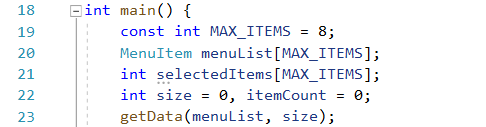 18 int main() {
19 const int MAX_ITEMS = 8;
20 MenuItem menuList[MAX_ITEMS];
21 int selectedItems[MAX_ITEMS];
22 int size = 0, itemCount = 0;
23 getData(menuList, size);